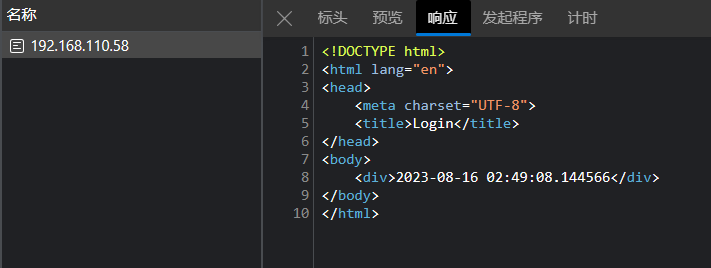 名称
192.168.110.58
标头 预览 响应 发起程序 计时
1 <!DOCTYPE html>
2 <html lang="en">
3 <head>
4     <meta charset="UTF-8">
5     <title>Login</title>
6 </head>
7 <body>
8     <div>2023-08-16 02:49:08.144566</div>
9 </body>
10 </html>